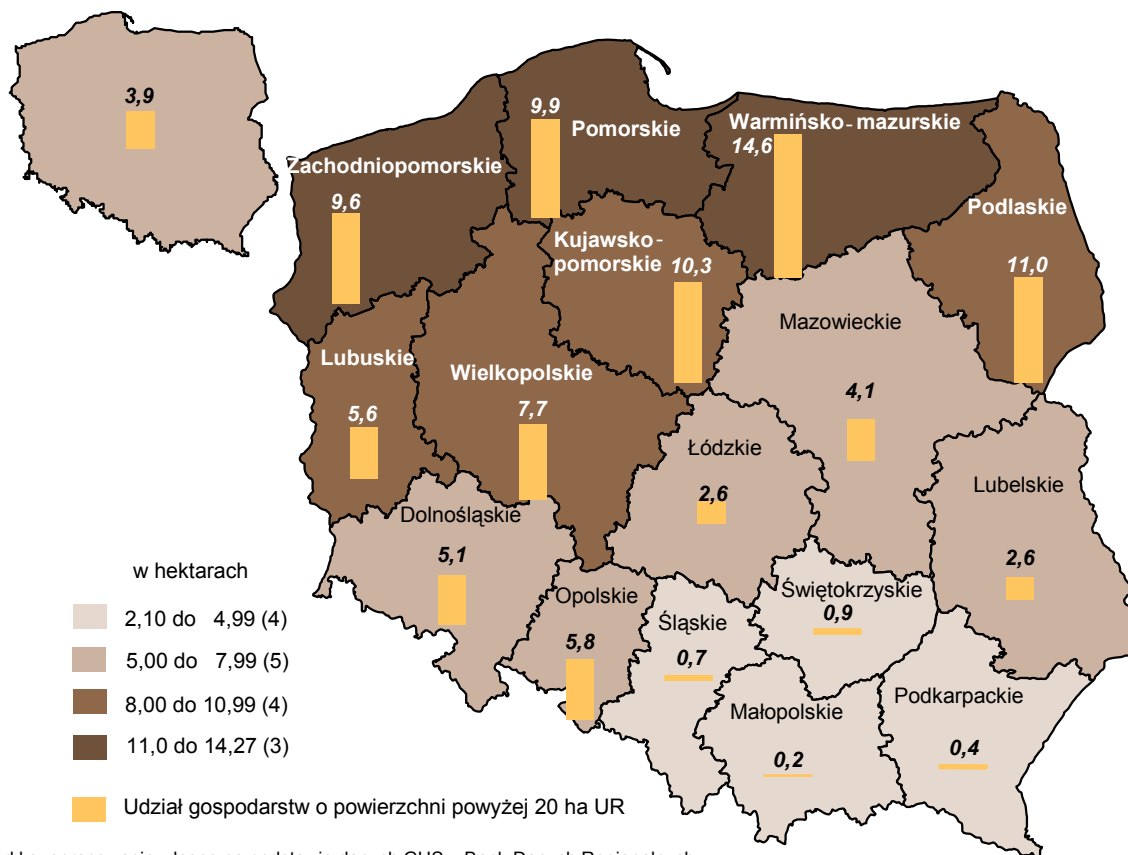 3,9
9,9
Pomorskie
Warmińsko-mazurskie
14,6
Zachodniopomorskie
9,6
Podlaskie
11,0
Kujawsko-
pomorskie
10,3
Mazowieckie
4,1
Lubuskie
5,6
Wielkopolskie
7,7
Łódzkie
2,6
Lubelskie
2,6
Dolnośląskie
5,1
Opolskie
5,8
Świętokrzyskie
0,9
Śląskie
0,7
Małopolskie
0,2
Podkarpackie
0,4
w hektarach
2,10 do 4,99 (4)
5,00 do 7,99 (5)
8,00 do 10,99 (4)
11,0 do 14,27 (3)
Udział gospodarstw o powierzchni powyżej 20 ha UR